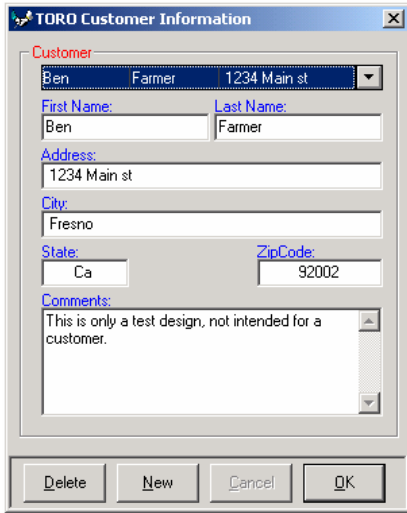 TORO Customer Information
Customer
Ben Farmer 1234 Main st
First Name: Last Name:
Ben Farmer
Address:
1234 Main st
City:
Fresno
State: ZipCode:
Ca 92002
Comments:
This is only a test design, not intended for a
customer.
Delete New Cancel OK